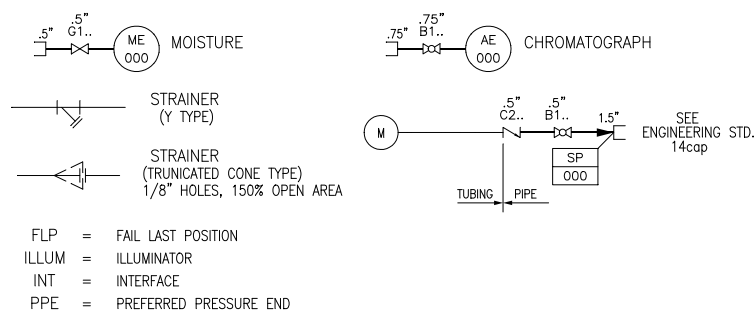 .5"
.5"
G1..
ME
000
MOISTURE
.75"
.75"
B1..
AE
000
CHROMATOGRAPH
STRAINER
(Y TYPE)
STRAINER
(TRUNICATED CONE TYPE)
1/8" HOLES, 150% OPEN AREA
M
.5"
C2..
.5"
B1..
1.5"
SEE
ENGINEERING STD.
14cap
SP
000
TUBING
PIPE
FLP = FAIL LAST POSITION
ILLUM = ILLUMINATOR
INT = INTERFACE
PPE = PREFERRED PRESSURE END